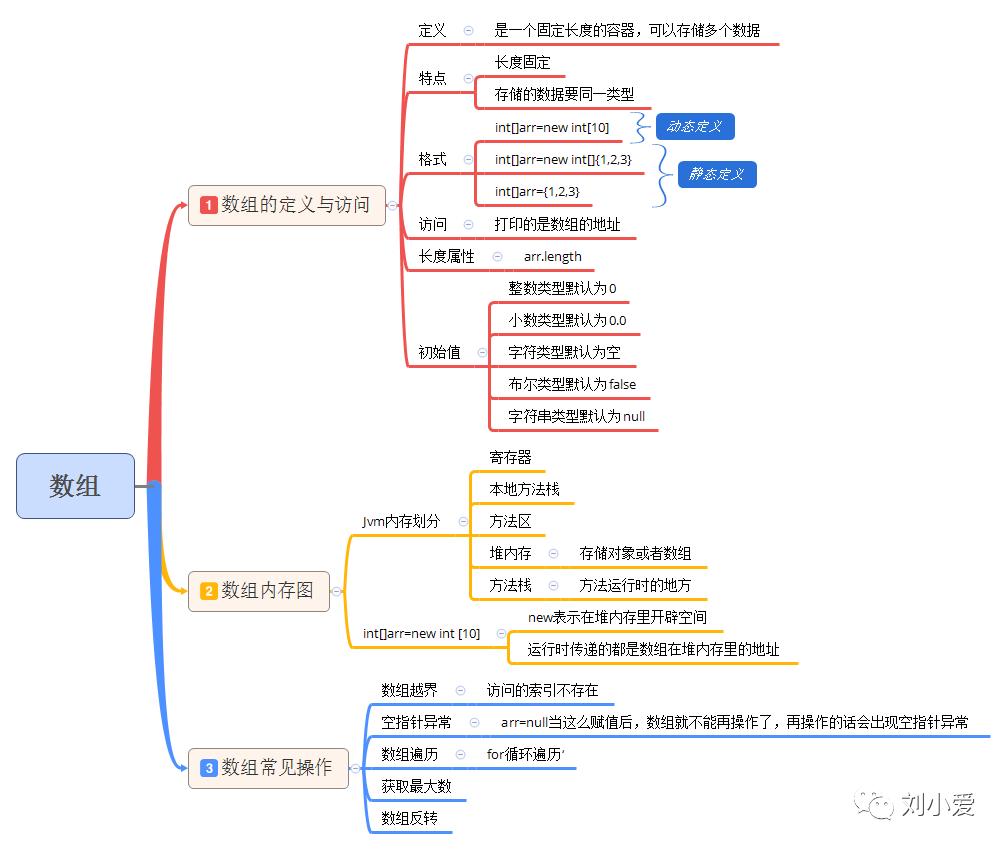 数组
1 数组的定义与访问
定义
是一个固定长度的容器，可以存储多个数据
特点
长度固定
存储的数据要同一类型
格式
int[]arr=new int[10]
动态定义
int[]arr=new int[]{1,2,3}
int[]arr={1,2,3}
静态定义
访问
打印的是数组的地址
长度属性
arr.length
初始值
整数类型默认为0
小数类型默认为0.0
字符类型默认为空
布尔类型默认为false
字符串类型默认为null
2 数组内存图
Jvm内存划分
寄存器
本地方法栈
方法区
堆内存
存储对象或者数组
方法栈
方法运行时的地方
int[]arr=new int [10]
new表示在堆内存里开辟空间
运行时传递的都是数组在堆内存里的地址
3 数组常见操作
数组越界
访问的索引不存在
空指针异常
arr=null当这么赋值后，数组就不能再操作了，再操作的话会出现空指针异常
数组遍历
for循环遍历‘
获取最大数
数组反转
刘小爱